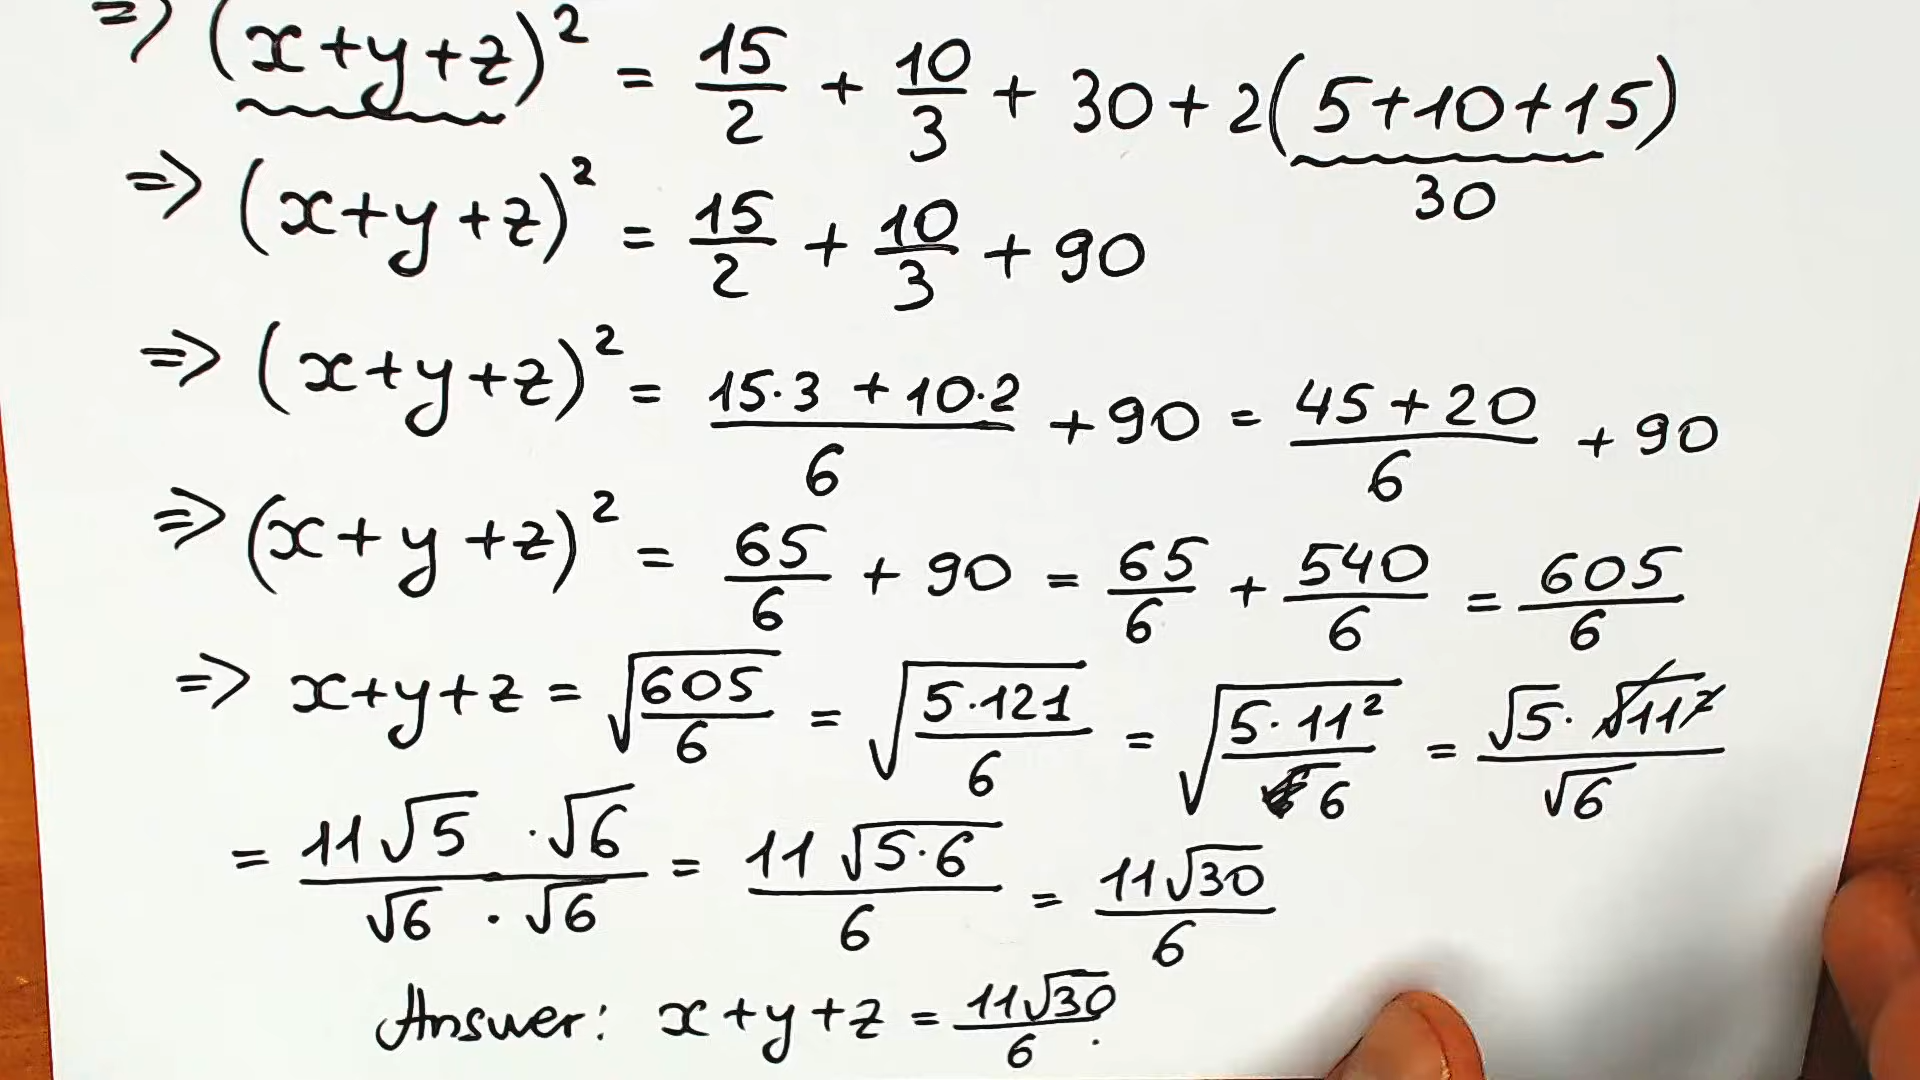 => (x+y+z)² = 15/2 + 10/3 + 30 + 2(5+10+15)
30
=> (x+y+z)² = 15/2 + 10/3 + 90
=> (x+y+z)² = (15·3 + 10·2)/6 + 90 = (45+20)/6 + 90
=> (x+y+z)² = 65/6 + 90 = 65/6 + 540/6 = 605/6
=> x+y+z = √(605/6) = √(5·121/6) = √(5·11²/6) = √5·√11²/√6
= 11√5 ·√6/√6 · √6 = 11√5·6/6 = 11√30/6
Answer: x+y+z = 11√30/6.